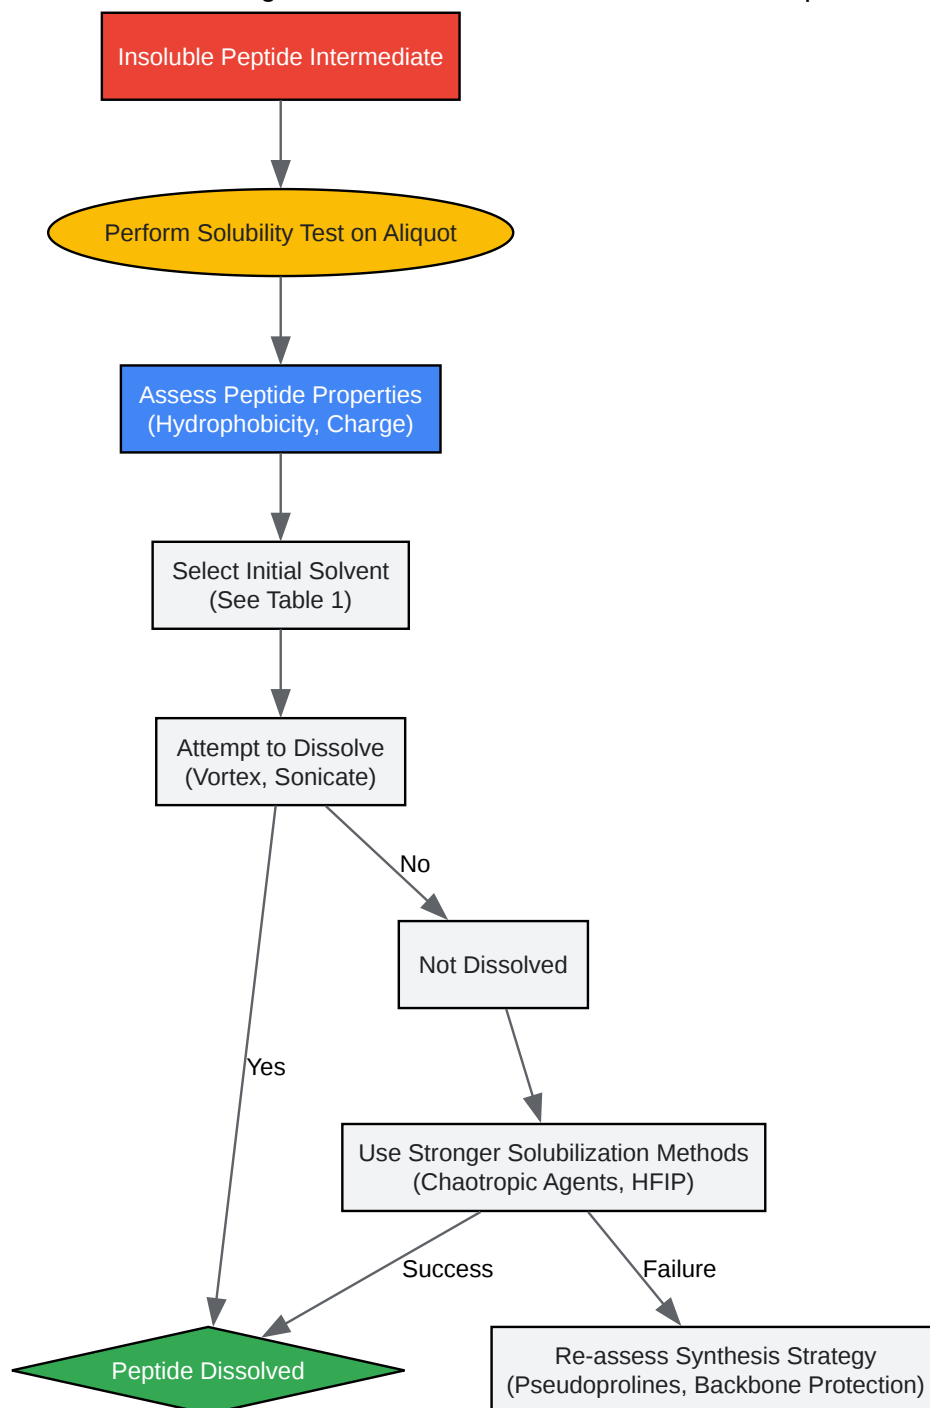 Insoluble Peptide Intermediate
Perform Solubility Test on Aliquot
Assess Peptide Properties
(Hydrophobicity, Charge)
Select Initial Solvent
(See Table 1)
Attempt to Dissolve
(Vortex, Sonicate)
No
Not Dissolved
Yes
Use Stronger Solubilization Methods
(Chaotropic Agents, HFIP)
Success
Failure
Peptide Dissolved
Re-assess Synthesis Strategy
(Pseudoprolines, Backbone Protection)